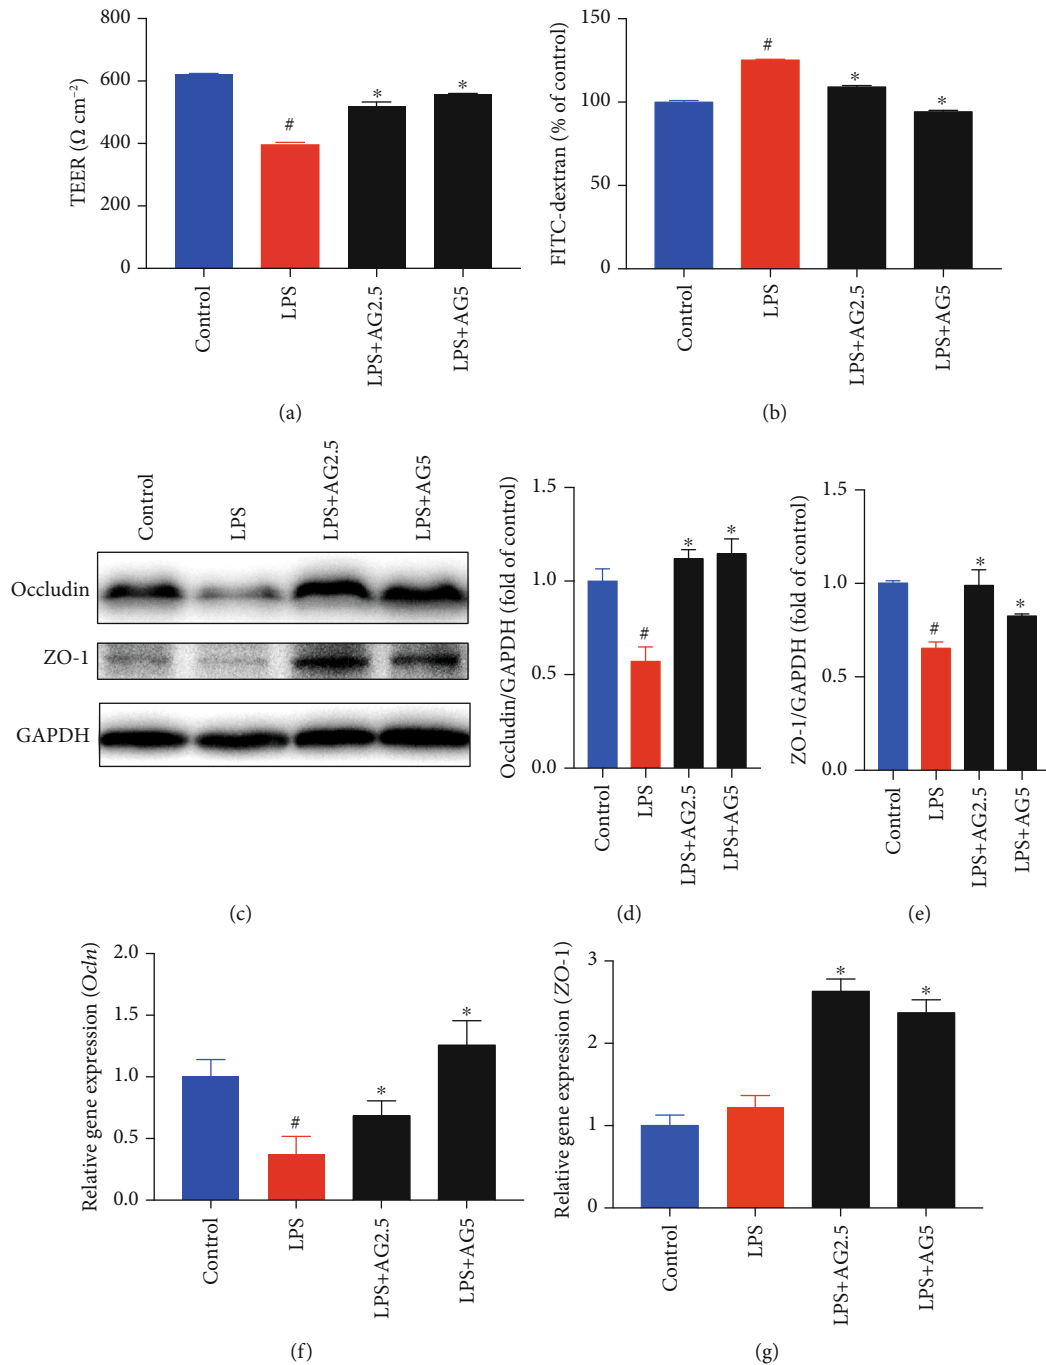 TEER (Ω cm⁻²)
800
600
400
200
0
#
*
*
Control
LPS
LPS+AG2.5
LPS+AG5
(a)
FITC-dextran (% of control)
150
100
50
0
#
*
*
Control
LPS
LPS+AG2.5
LPS+AG5
(b)
Control
LPS
LPS+AG2.5
LPS+AG5
Occludin
ZO-1
GAPDH
(c)
Occludin/GAPDH (fold of control)
1.5
1.0
0.5
0.0
#
*
*
Control
LPS
LPS+AG2.5
LPS+AG5
(d)
ZO-1/GAPDH (fold of control)
1.5
1.0
0.5
0.0
#
*
*
Control
LPS
LPS+AG2.5
LPS+AG5
(e)
Relative gene expression (Ocln)
2.0
1.5
1.0
0.5
0.0
#
*
*
Control
LPS
LPS+AG2.5
LPS+AG5
(f)
Relative gene expression (ZO-1)
3
2
1
0
*
*
Control
LPS
LPS+AG2.5
LPS+AG5
(g)